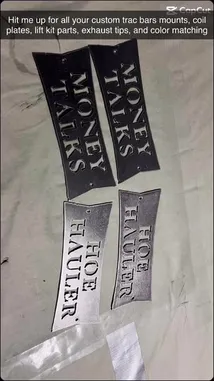 CapCut
Hit me up for all your custom trac bars mounts, coil
plates, lift kit parts, exhaust tips, and color matching
MONEY
TALKS
MONEY
TALKS
HOE
HAULER
HOE
HAULER